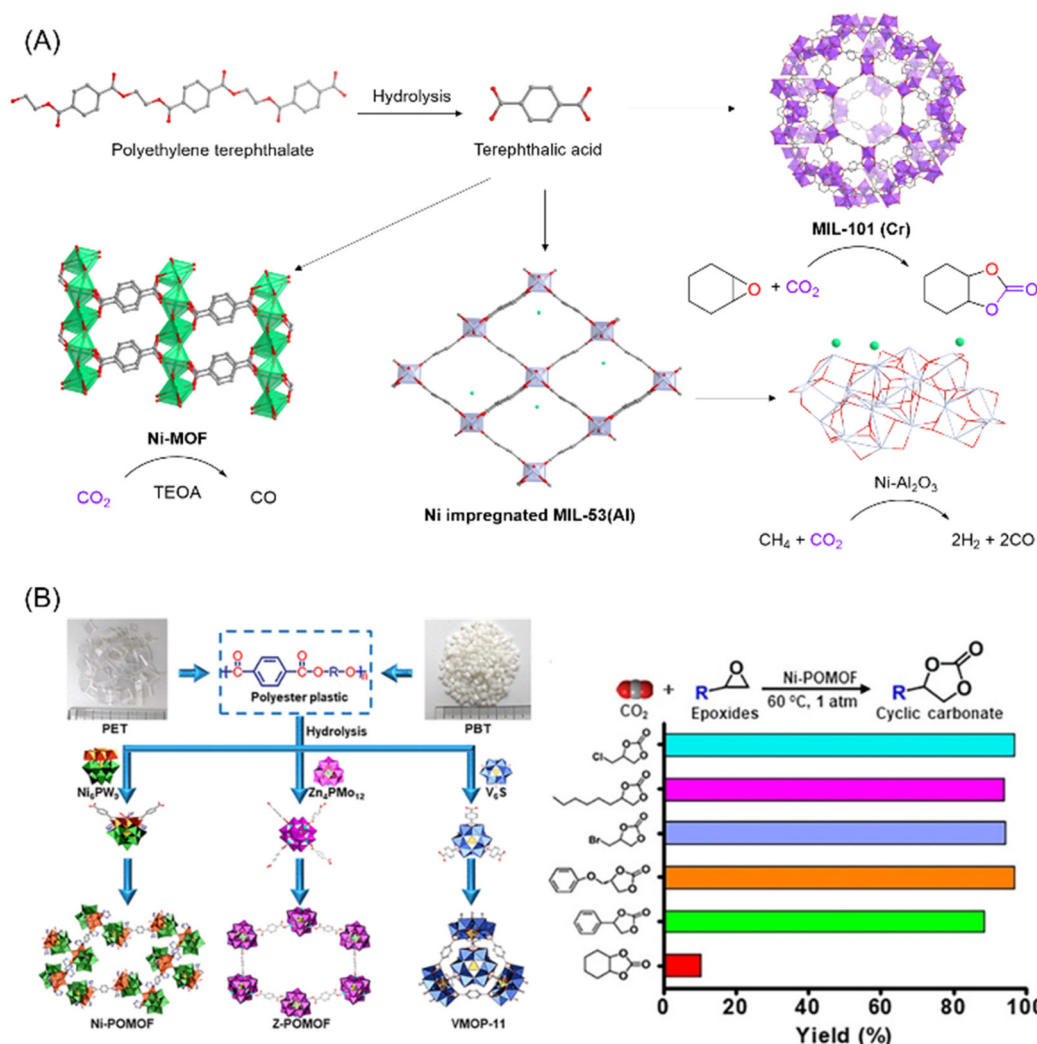 (A)
Hydrolysis
Polyethylene terephthalate
Terephthalic acid
MIL-101 (Cr)
O + CO2
O
O
O
Ni-MOF
CO2
TEOA
CO
Ni impregnated MIL-53(Al)
Ni-Al2O3
CH4 + CO2
2H2 + 2CO
(B)
O
O
C
C-O-R-O
n
Polyester plastic
PET
PBT
Hydrolysis
Ni6PW9
Zn4PMo12
V6S
Ni-POMOF
Z-POMOF
VMOP-11
CO2
+
R
O
Epoxides
Ni-POMOF
60 °C, 1 atm
R
O
O
O
Cyclic carbonate
Cl
O
O
O
O
O
O
Br
O
O
O
O
O
O
O
O
O
O
O
O
O
0
20
40
60
80
100
Yield (%)